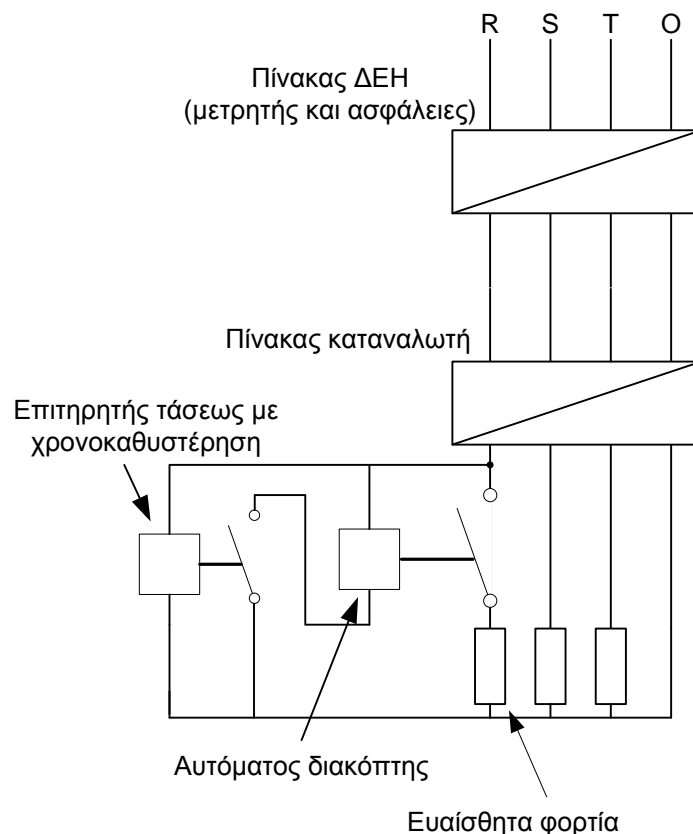 R S T O
Πίνακας ΔΕΗ
(μετρητής και ασφάλειες)
Πίνακας καταναλωτή
Επιτηρητής τάσεως με
χρονοκαθυστέρηση
Αυτόματος διακόπτης
Ευαίσθητα φορτία